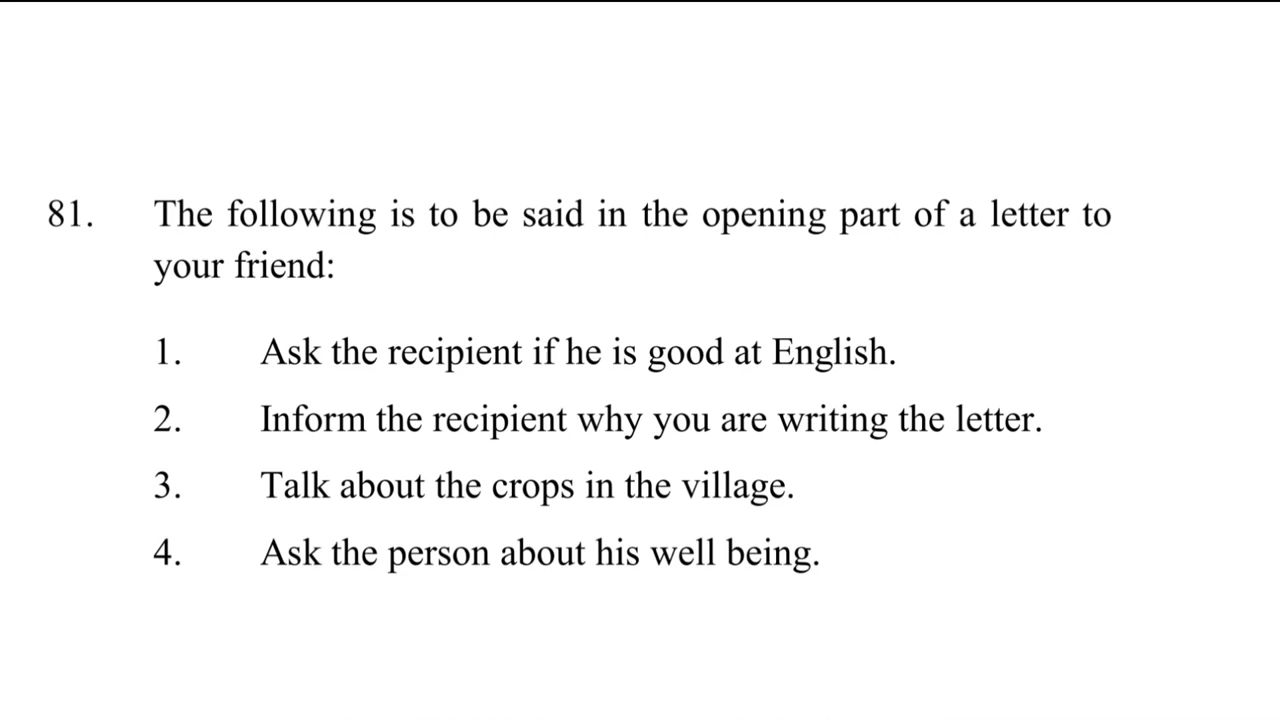 81. The following is to be said in the opening part of a letter to
your friend:
1. Ask the recipient if he is good at English.
2. Inform the recipient why you are writing the letter.
3. Talk about the crops in the village.
4. Ask the person about his well being.